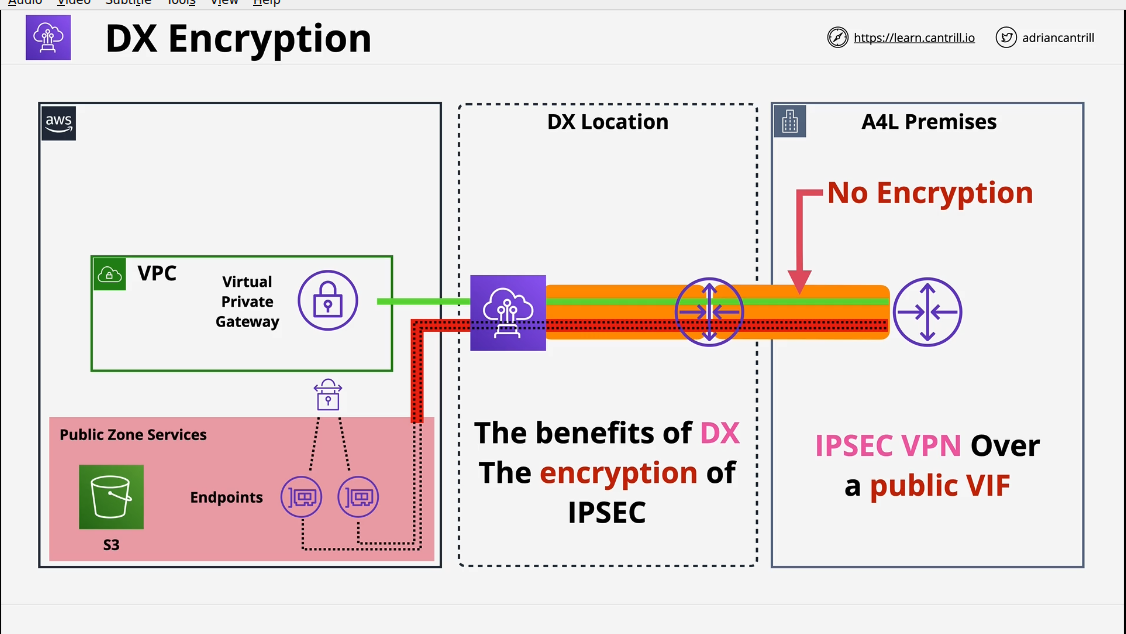 Audio Video Subtitle Tools View Help
DX Encryption
https://learn.cantrill.io
adriancantrill
aws
DX Location
A4L Premises
No Encryption
VPC
Virtual
Private
Gateway
Public Zone Services
Endpoints
S3
The benefits of DX
The encryption of
IPSEC
IPSEC VPN Over
a public VIF